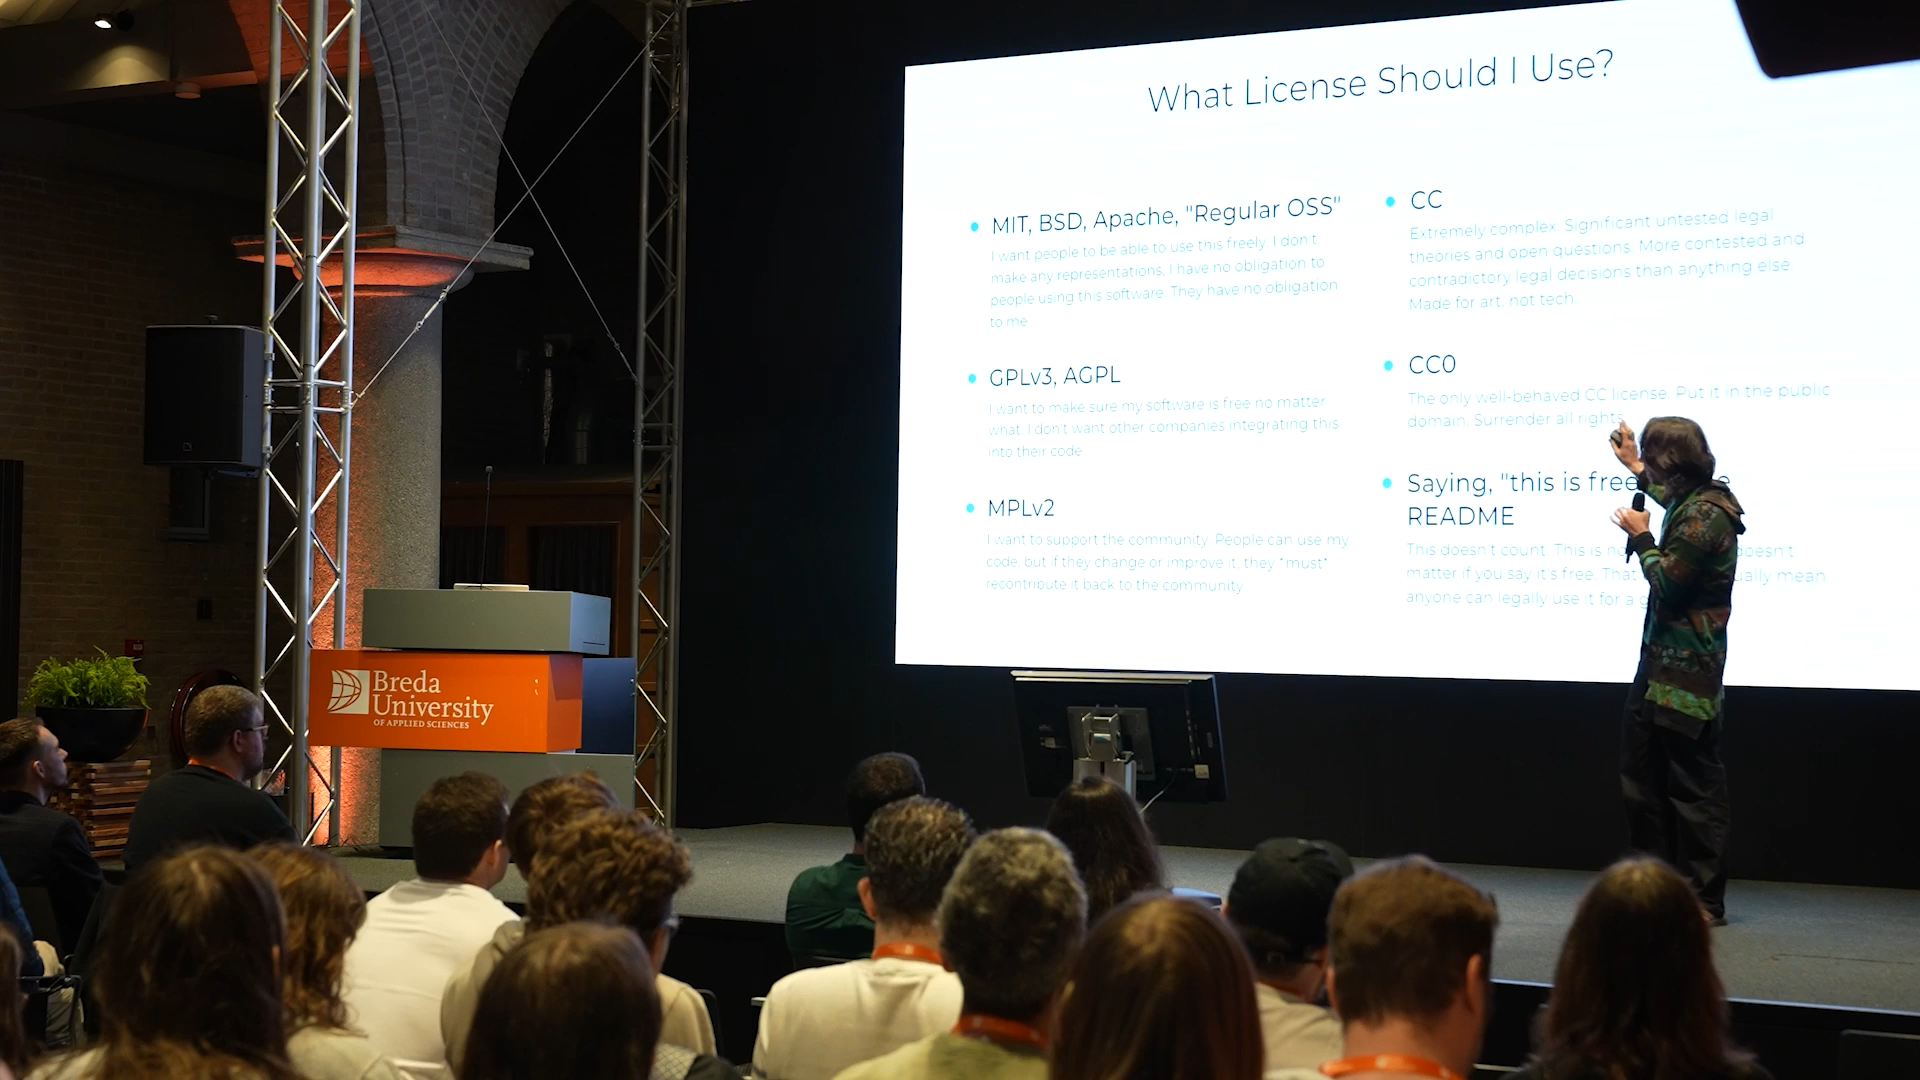 What License Should I Use?
MIT, BSD, Apache, "Regular OSS"
I want people to be able to use this freely. I don't
make any representations, I have no obligation to
people using this software. They have no obligation
to me
GPLv3, AGPL
I want to make sure my software is free no matter
what. I don't want other companies integrating this
into their code
MPLv2
I want to support the community. People can use my
code, but if they change or improve it, they *must*
recontribute it back to the community
CC
Extremely complex. Significant untested legal
theories and open questions. More contested and
contradictory legal decisions than anything else
Made for art, not tech.
CC0
The only well-behaved CC license. Put it in the public
domain. Surrender all rights
Saying, "this is free
README
This doesn't count. This is doesn't
matter if you say it's free. That mean
anyone can legally use it for a
Breda
University
OF APPLIED SCIENCES